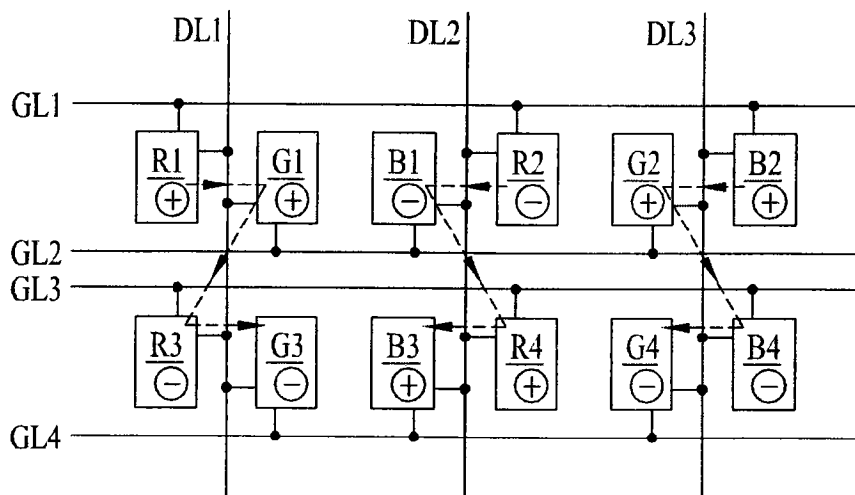 DL1 DL2 DL3
GL1
R1 G1 B1 R2 G2 B2
+ + − − + +
GL2
GL3
R3 G3 B3 R4 G4 B4
− − + + − −
GL4